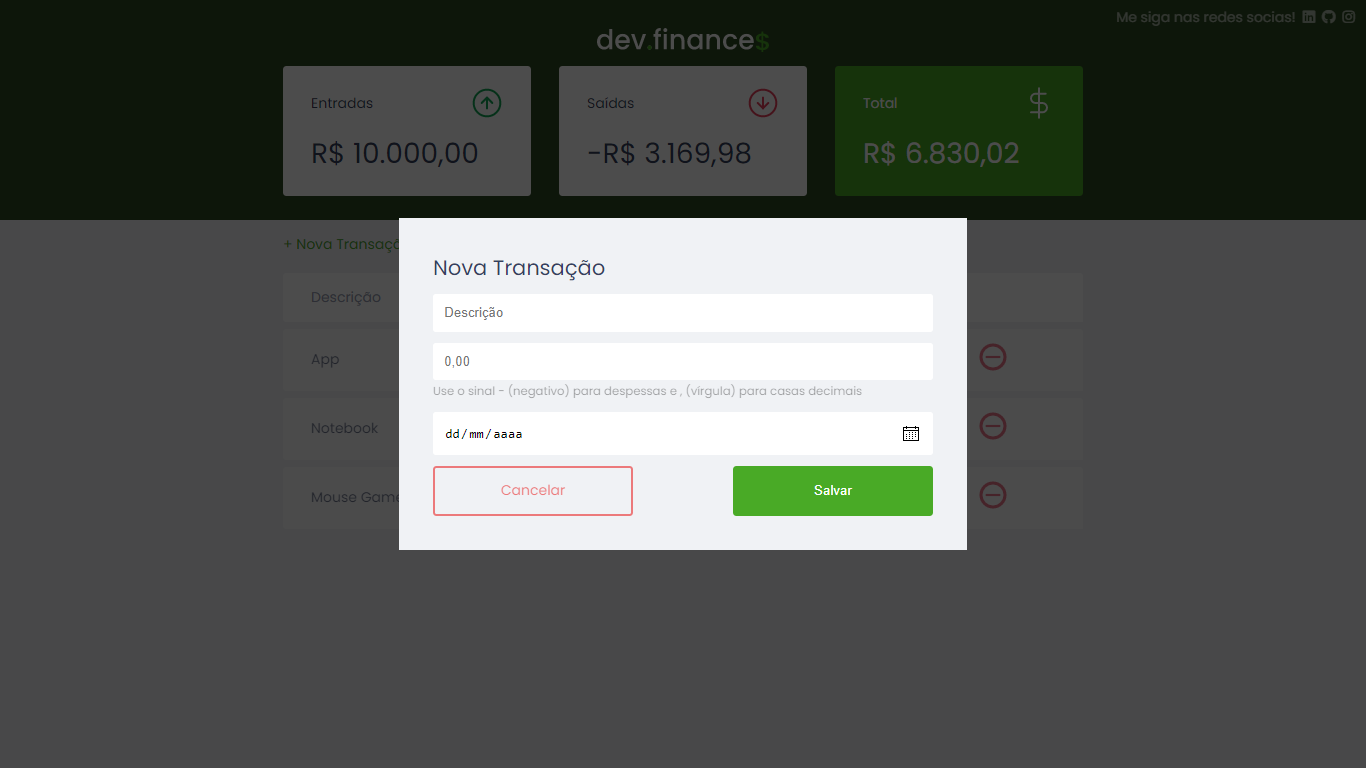 Me siga nas redes socias!
dev.finance$
Entradas
R$ 10.000,00
Saídas
-R$ 3.169,98
Total
$
R$ 6.830,02
+ Nova Transaçã
Descrição
App
Notebook
Mouse Game
Nova Transação
Descrição
0,00
Use o sinal - (negativo) para despessas e , (vírgula) para casas decimais
dd/mm/aaaa
Cancelar
Salvar